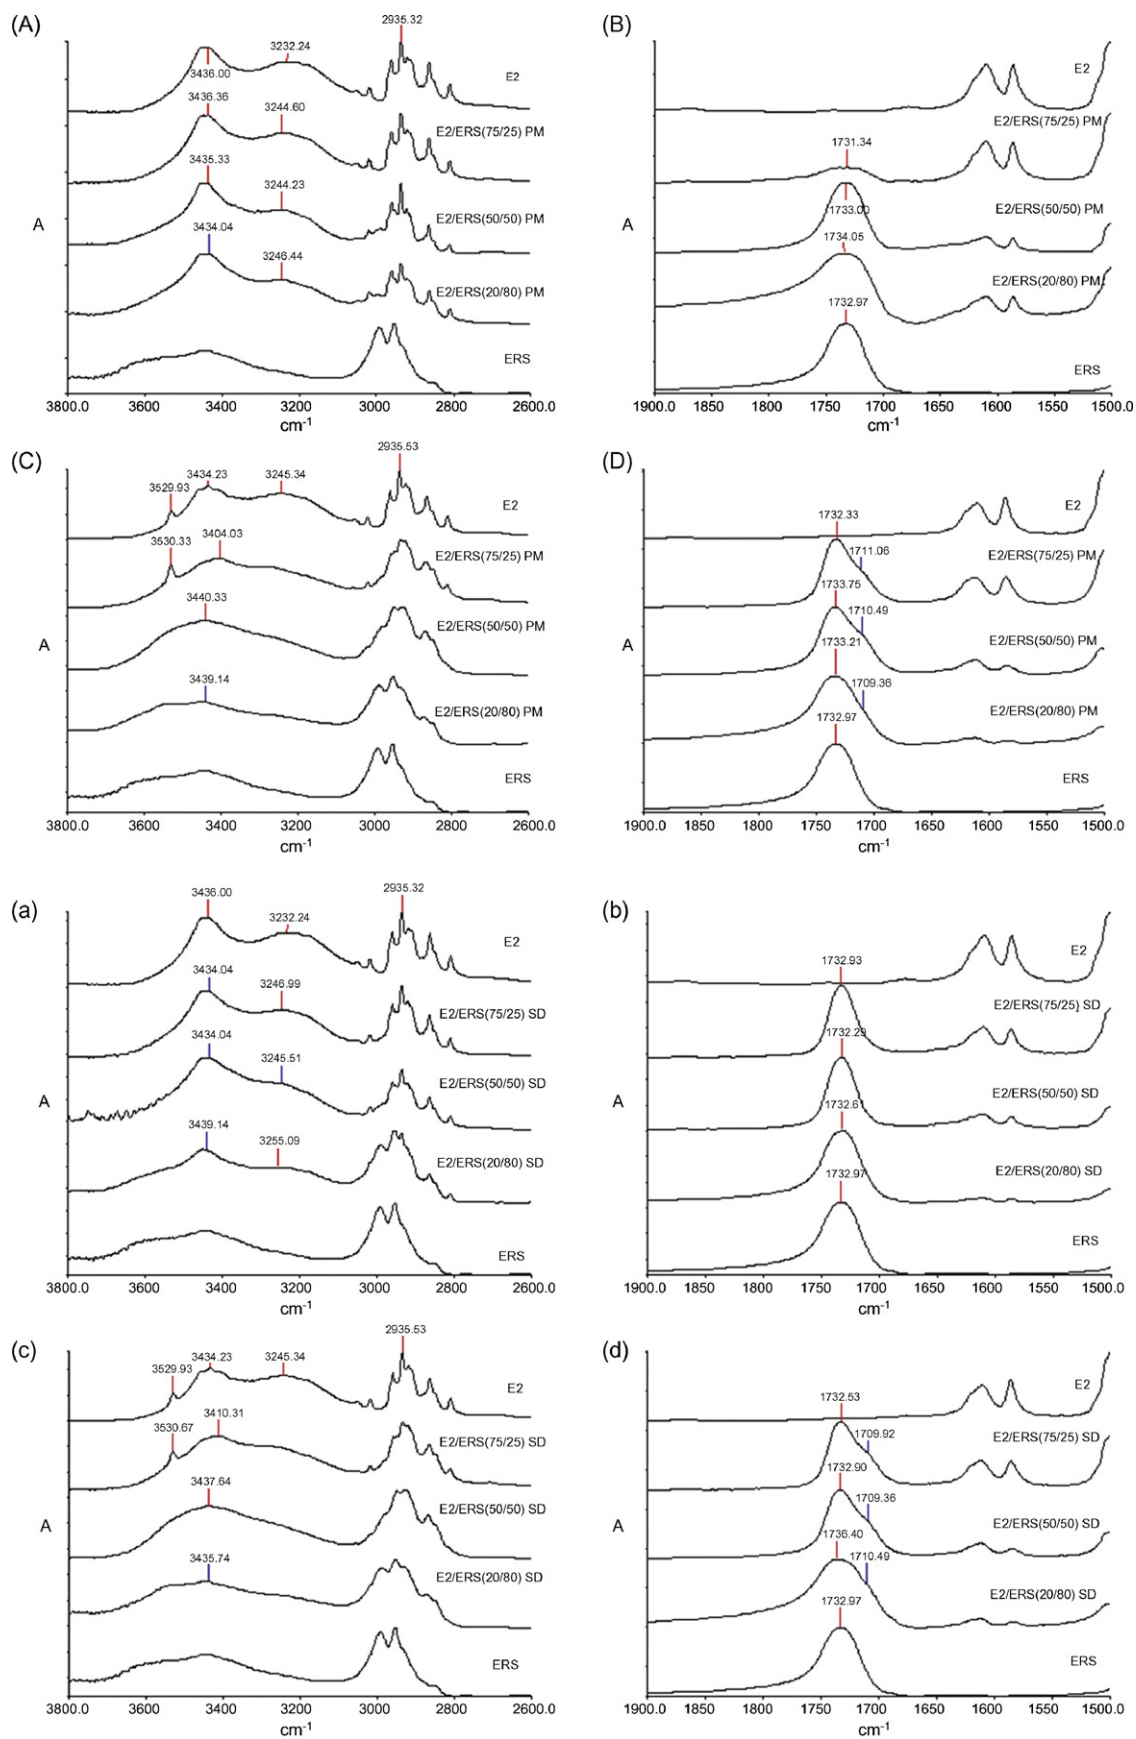 (A)
2935.32
3436.00
3232.24
E2
3436.36
3244.60
E2/ERS(75/25) PM
3435.33
3244.23
E2/ERS(50/50) PM
A
3434.04
3246.44
E2/ERS(20/80) PM
ERS
3800.0 3600 3400 3200 3000 2800 2600.0
cm-1
(B)
E2
E2/ERS(75/25) PM
1731.34
E2/ERS(50/50) PM
1733.00
A
1734.05
E2/ERS(20/80) PM
1732.97
ERS
1900.0 1850 1800 1750 1700 1650 1600 1550 1500.0
cm-1
(C)
2935.53
3529.93
3434.23
3245.34
E2
3530.33
3404.03
E2/ERS(75/25) PM
3440.33
E2/ERS(50/50) PM
A
3439.14
E2/ERS(20/80) PM
ERS
3800.0 3600 3400 3200 3000 2800 2600.0
cm-1
(D)
E2
1732.33
1711.06
E2/ERS(75/25) PM
1733.75
1710.49
E2/ERS(50/50) PM
A
1733.21
1709.36
E2/ERS(20/80) PM
1732.97
ERS
1900.0 1850 1800 1750 1700 1650 1600 1550 1500.0
cm-1
(a)
2935.32
3436.00
3232.24
E2
3434.04
3246.99
E2/ERS(75/25) SD
3434.04
3245.51
E2/ERS(50/50) SD
A
3439.14
3255.09
E2/ERS(20/80) SD
ERS
3800.0 3600 3400 3200 3000 2800 2600.0
cm-1
(b)
E2
1732.93
E2/ERS(75/25) SD
1732.29
E2/ERS(50/50) SD
A
1732.61
E2/ERS(20/80) SD
1732.97
ERS
1900.0 1850 1800 1750 1700 1650 1600 1550 1500.0
cm-1
(c)
2935.53
3529.93
3434.23
3245.34
E2
3530.67
3410.31
E2/ERS(75/25) SD
3437.64
E2/ERS(50/50) SD
A
3435.74
E2/ERS(20/80) SD
ERS
3800.0 3600 3400 3200 3000 2800 2600.0
cm-1
(d)
E2
1732.53
1709.92
E2/ERS(75/25) SD
1732.90
1709.36
E2/ERS(50/50) SD
A
1736.40
1710.49
E2/ERS(20/80) SD
1732.97
ERS
1900.0 1850 1800 1750 1700 1650 1600 1550 1500.0
cm-1